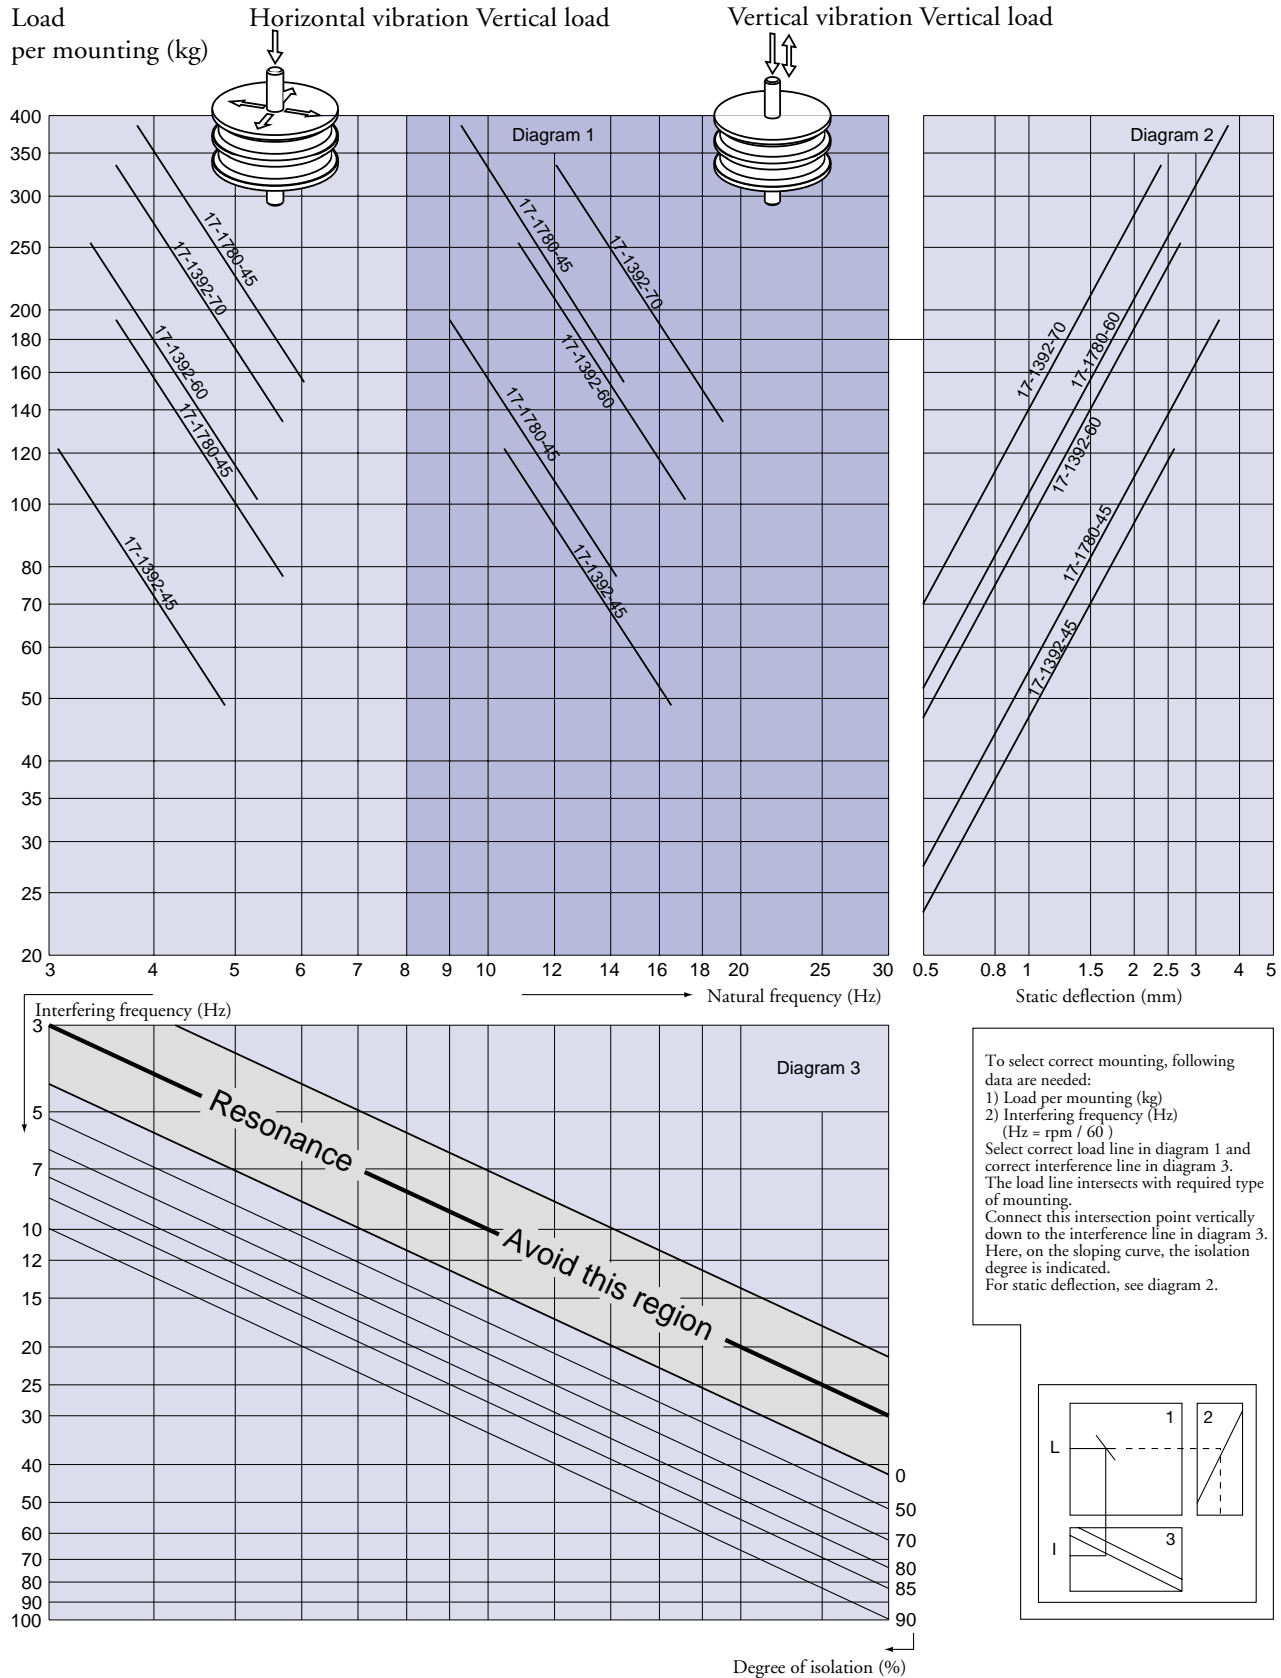 Load
per mounting (kg)
Horizontal vibration Vertical load
Vertical vibration Vertical load
Diagram 1
Diagram 2
400
350
300
250
200
180
160
140
120
100
80
70
60
50
40
35
30
25
20
17-1780-45
17-1392-70
17-1392-60
17-1780-45
17-1392-45
17-1780-45
17-1392-70
17-1392-60
17-1780-45
17-1392-45
17-1392-70
17-1780-60
17-1392-60
17-1780-45
17-1392-45
3 4 5 6 7 8 9 10 12 14 16 18 20 25 30
0.5 0.8 1 1.5 2 2.5 3 4 5
Natural frequency (Hz)
Static deflection (mm)
Interfering frequency (Hz)
Diagram 3
3
5
7
10
12
15
20
25
30
40
50
60
70
80
90
100
Resonance
Avoid this region
0
50
70
80
85
90
Degree of isolation (%)
To select correct mounting, following
data are needed:
1) Load per mounting (kg)
2) Interfering frequency (Hz)
(Hz = rpm / 60 )
Select correct load line in diagram 1 and
correct interference line in diagram 3.
The load line intersects with required type
of mounting.
Connect this intersection point vertically
down to the interference line in diagram 3.
Here, on the sloping curve, the isolation
degree is indicated.
For static deflection, see diagram 2.
1
2
L
3
I